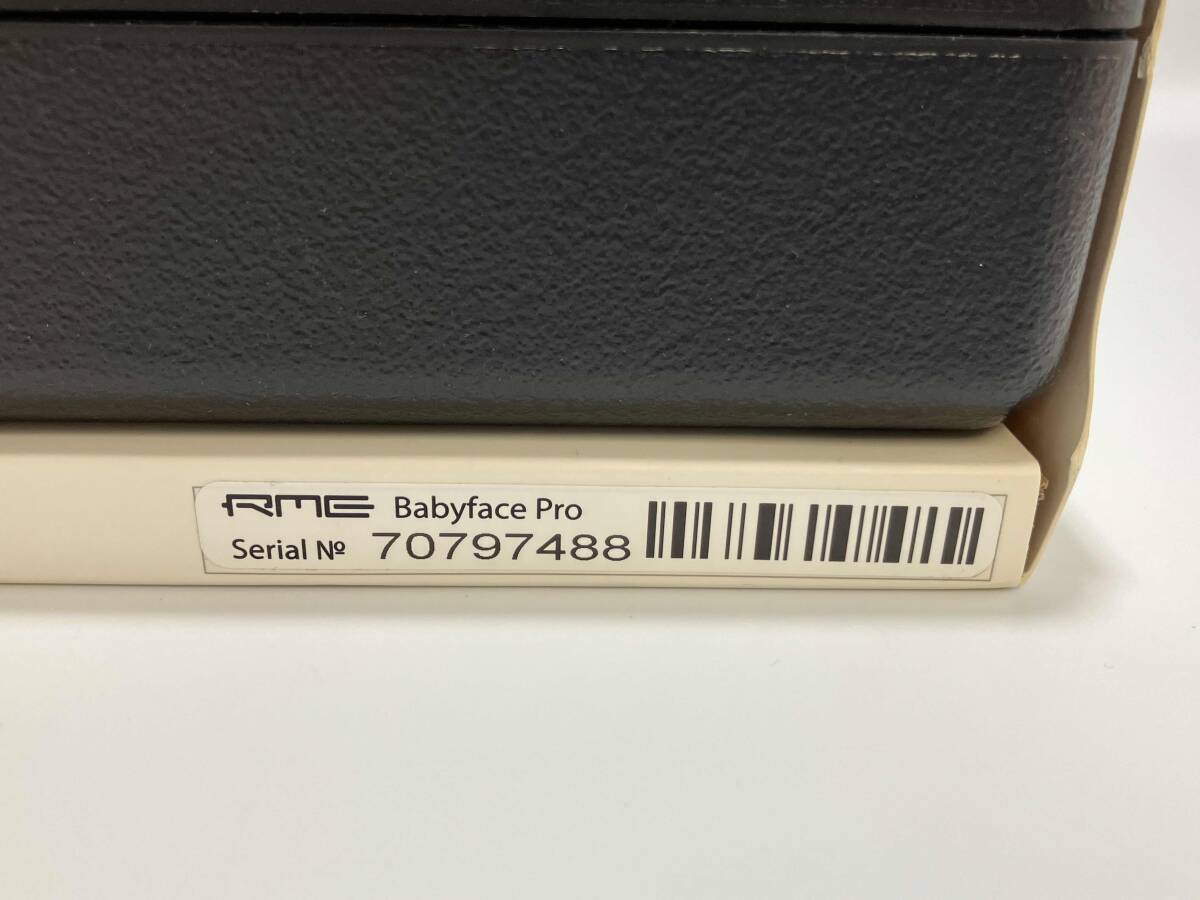 RME Babyface Pro
Serial № 70797488